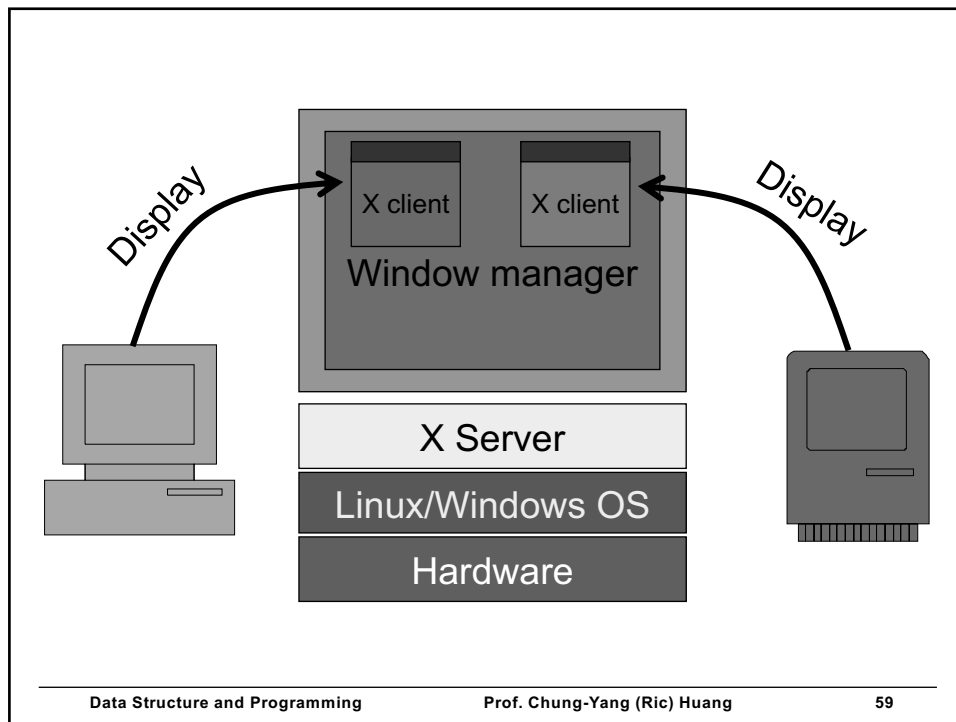 Display
X client
X client
Display
Window manager
X Server
Linux/Windows OS
Hardware
Data Structure and Programming Prof. Chung-Yang (Ric) Huang 59